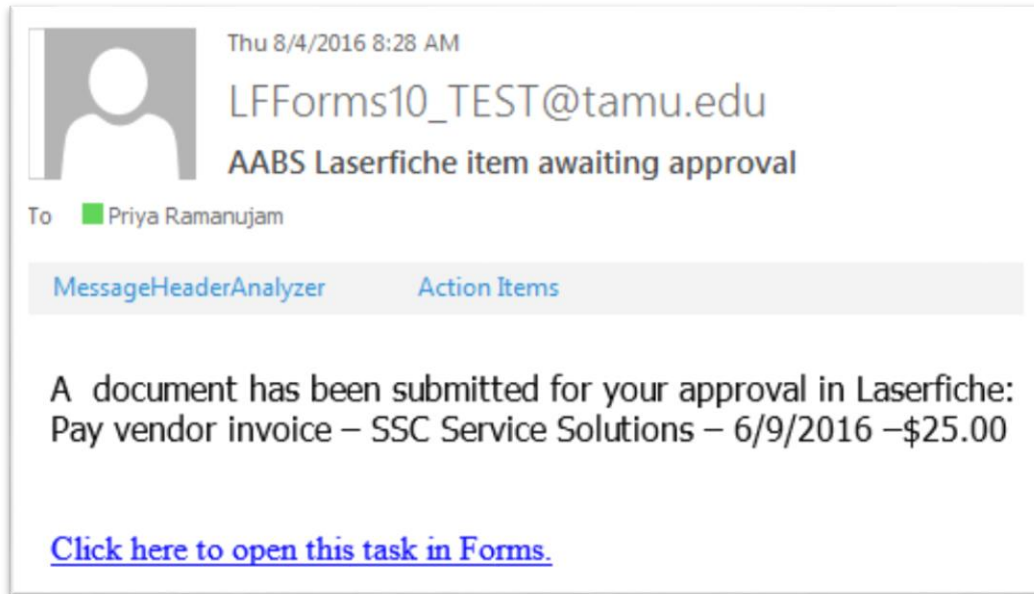 Thu 8/4/2016 8:28 AM
LFForms10_TEST@tamu.edu
AABS Laserfiche item awaiting approval
To Priya Ramanujam
MessageHeaderAnalyzer Action Items
A document has been submitted for your approval in Laserfiche:
Pay vendor invoice – SSC Service Solutions – 6/9/2016 –$25.00
Click here to open this task in Forms.